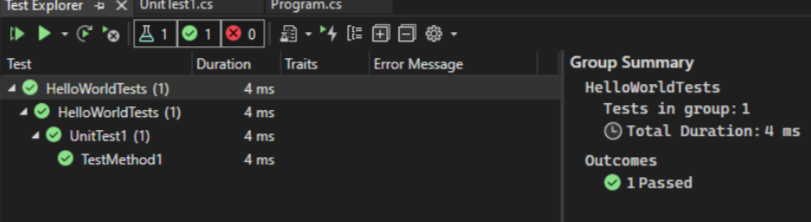 Test Explorer
UnitTest1.cs
Program.cs
1 1 0
Test Duration Traits Error Message
HelloWorldTests (1) 4 ms
HelloWorldTests (1) 4 ms
UnitTest1 (1) 4 ms
TestMethod1 4 ms
Group Summary
HelloWorldTests
Tests in group: 1
Total Duration: 4 ms
Outcomes
1 Passed